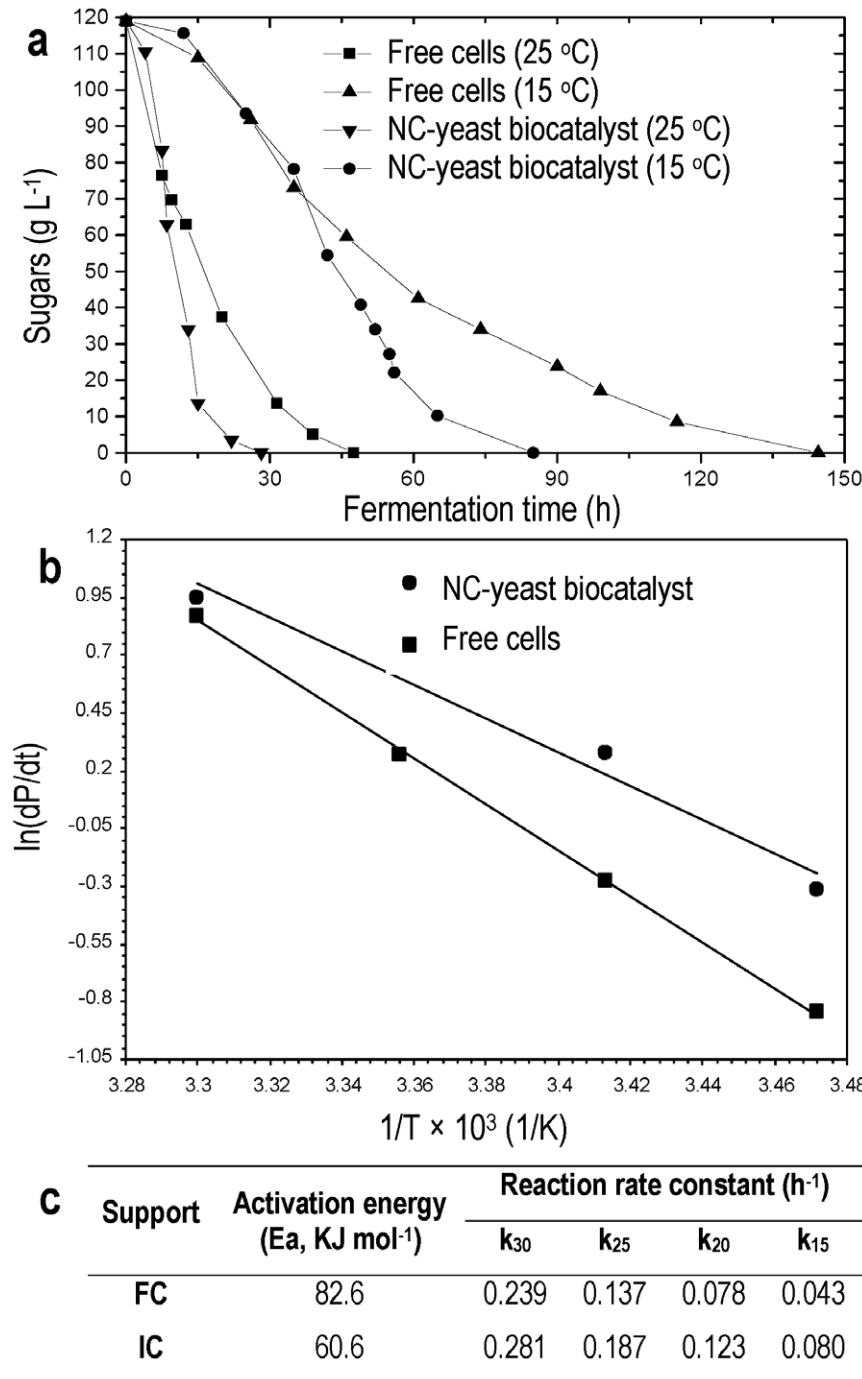 a
Free cells (25 ºC)
Free cells (15 ºC)
NC-yeast biocatalyst (25 ºC)
NC-yeast biocatalyst (15 ºC)
Sugars (g L-1)
120
110
100
90
80
70
60
50
40
30
20
10
0
0 30 60 90 120 150
Fermentation time (h)
b
NC-yeast biocatalyst
Free cells
ln(dP/dt)
1.2
0.95
0.7
0.45
0.2
-0.05
-0.3
-0.55
-0.8
-1.05
3.28 3.3 3.32 3.34 3.36 3.38 3.4 3.42 3.44 3.46 3.48
1/T × 10³ (1/K)
c
Support Activation energy (Ea, KJ mol-1) Reaction rate constant (h-1)
k30 k25 k20 k15
FC 82.6 0.239 0.137 0.078 0.043
IC 60.6 0.281 0.187 0.123 0.080